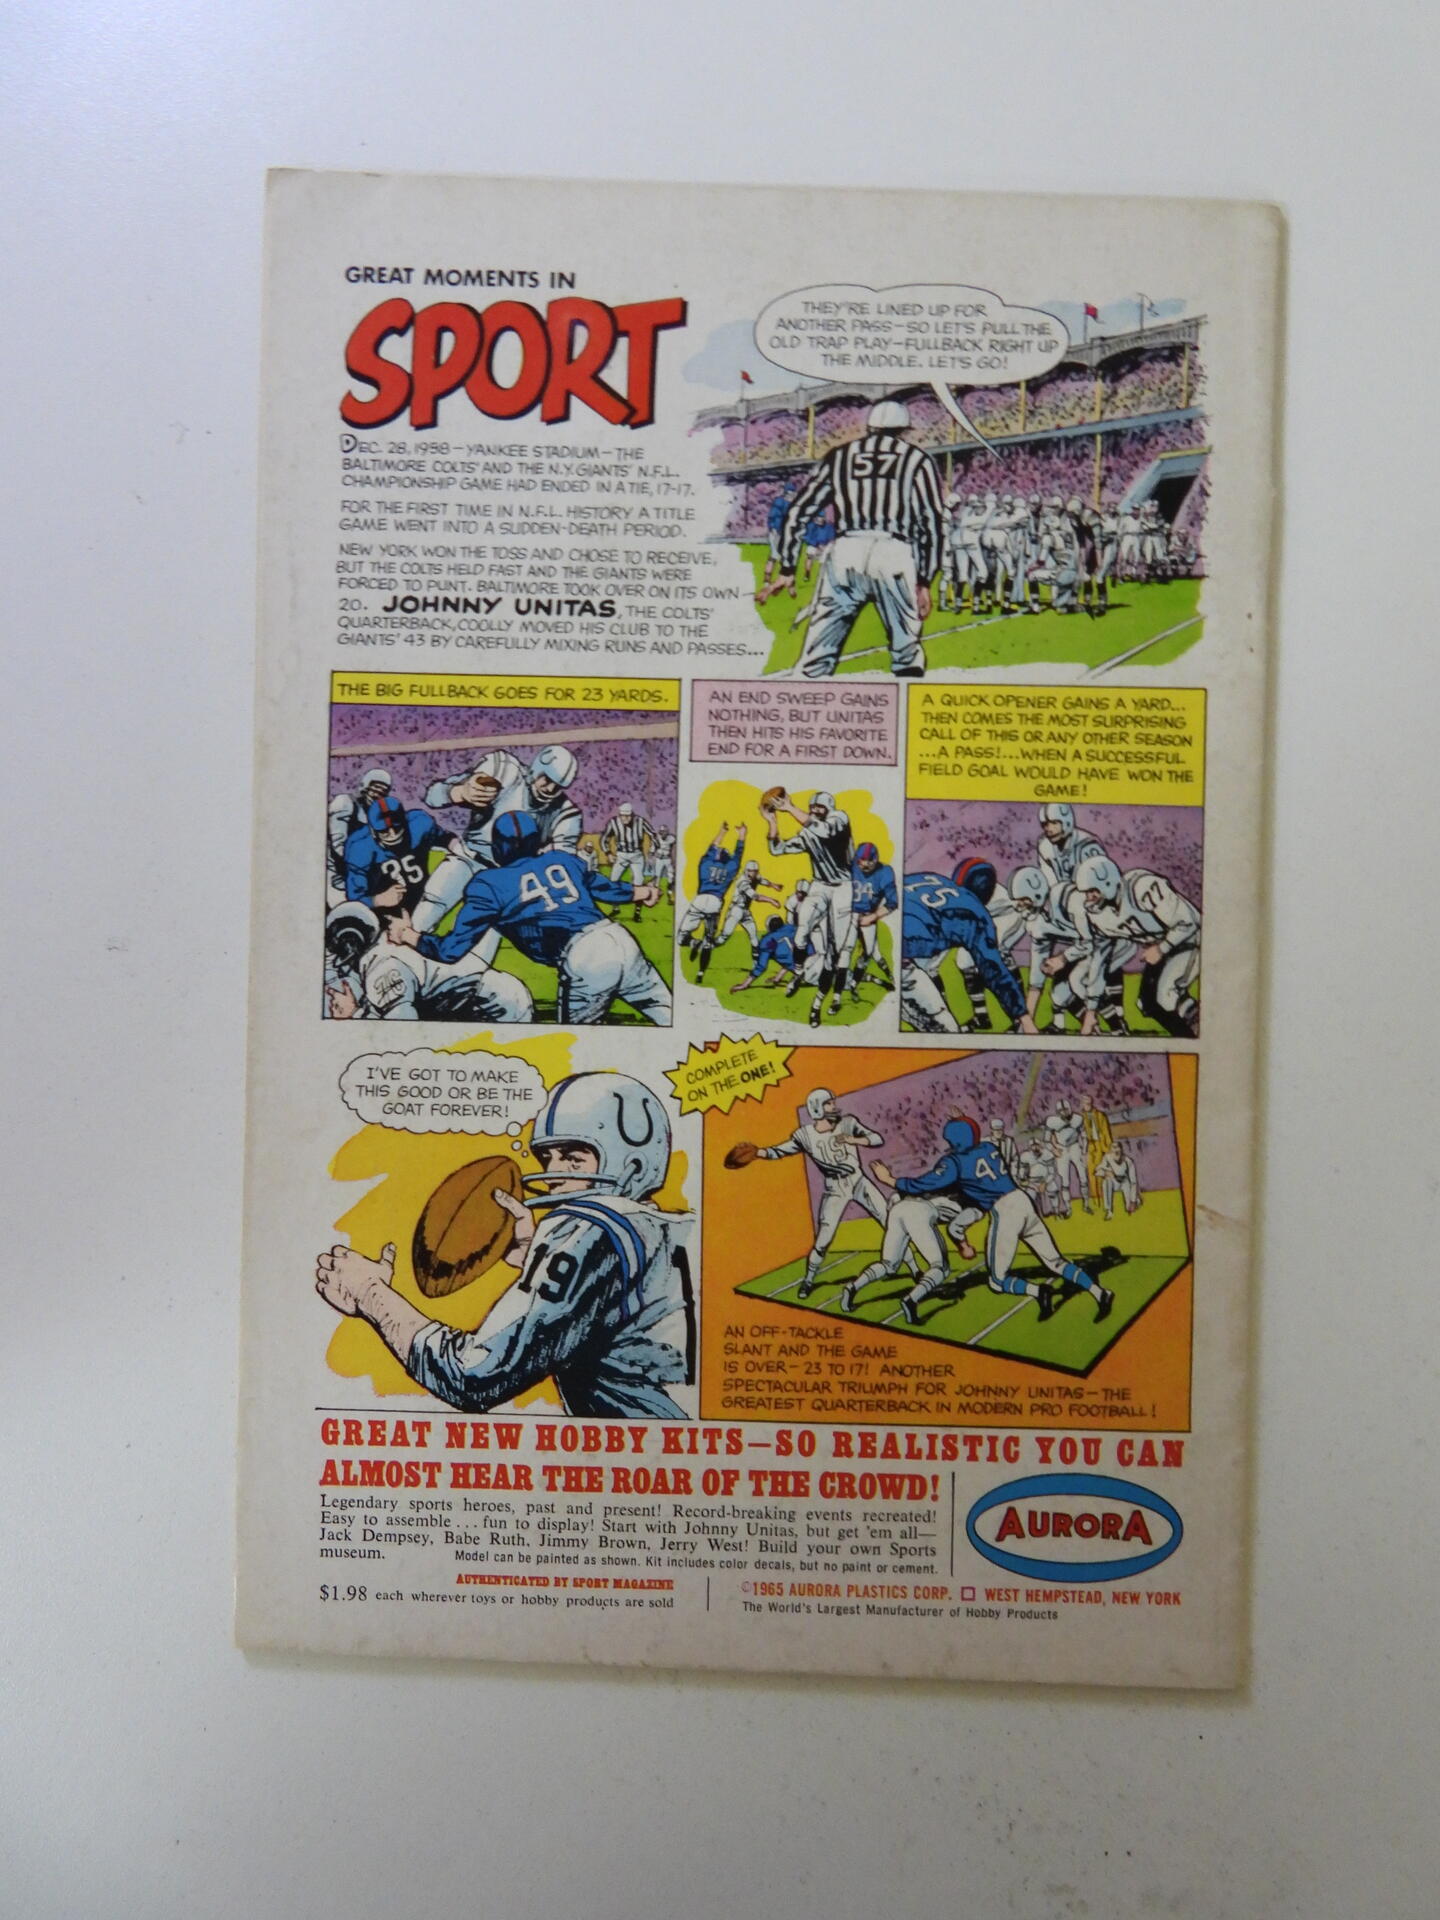 GREAT MOMENTS IN
SPORT
DEC. 28, 1958—YANKEE STADIUM—THE
BALTIMORE COLTS' AND THE N.Y. GIANTS' N.F.L.
CHAMPIONSHIP GAME HAD ENDED IN A TIE, 17-17.
FOR THE FIRST TIME IN N.F.L. HISTORY A TITLE
GAME WENT INTO A SUDDEN-DEATH PERIOD.
NEW YORK WON THE TOSS AND CHOSE TO RECEIVE,
BUT THE COLTS HELD FAST AND THE GIANTS WERE
FORCED TO PUNT. BALTIMORE TOOK OVER ON ITS OWN
20. JOHNNY UNITAS, THE COLTS'
QUARTERBACK, COOLLY MOVED HIS CLUB TO THE
GIANTS' 43 BY CAREFULLY MIXING RUNS AND PASSES...
THEY'RE LINED UP FOR
ANOTHER PASS—SO LET'S PULL THE
OLD TRAP PLAY—FULLBACK RIGHT UP
THE MIDDLE. LET'S GO!
57
THE BIG FULLBACK GOES FOR 23 YARDS.
35
49
76
AN END SWEEP GAINS
NOTHING, BUT UNITAS
THEN HITS HIS FAVORITE
END FOR A FIRST DOWN.
84
A QUICK OPENER GAINS A YARD...
THEN COMES THE MOST SURPRISING
CALL OF THIS OR ANY OTHER SEASON
...A PASS!...WHEN A SUCCESSFUL
FIELD GOAL WOULD HAVE WON THE
GAME!
75
77
77
I'VE GOT TO MAKE
THIS GOOD OR BE THE
GOAT FOREVER!
19
1
COMPLETE
ON THE ONE!
19
42
AN OFF-TACKLE
SLANT AND THE GAME
IS OVER—23 TO 17! ANOTHER
SPECTACULAR TRIUMPH FOR JOHNNY UNITAS—THE
GREATEST QUARTERBACK IN MODERN PRO FOOTBALL!
GREAT NEW HOBBY KITS—SO REALISTIC YOU CAN
ALMOST HEAR THE ROAR OF THE CROWD!
Legendary sports heroes, past and present! Record-breaking events recreated!
Easy to assemble . . . fun to display! Start with Johnny Unitas, but get 'em all—
Jack Dempsey, Babe Ruth, Jimmy Brown, Jerry West! Build your own Sports
museum. Model can be painted as shown. Kit includes color decals, but no paint or cement.
AUTHENTICATED BY SPORT MAGAZINE
$1.98 each wherever toys or hobby products are sold
AURORA
©1965 AURORA PLASTICS CORP. □ WEST HEMPSTEAD, NEW YORK
The World's Largest Manufacturer of Hobby Products